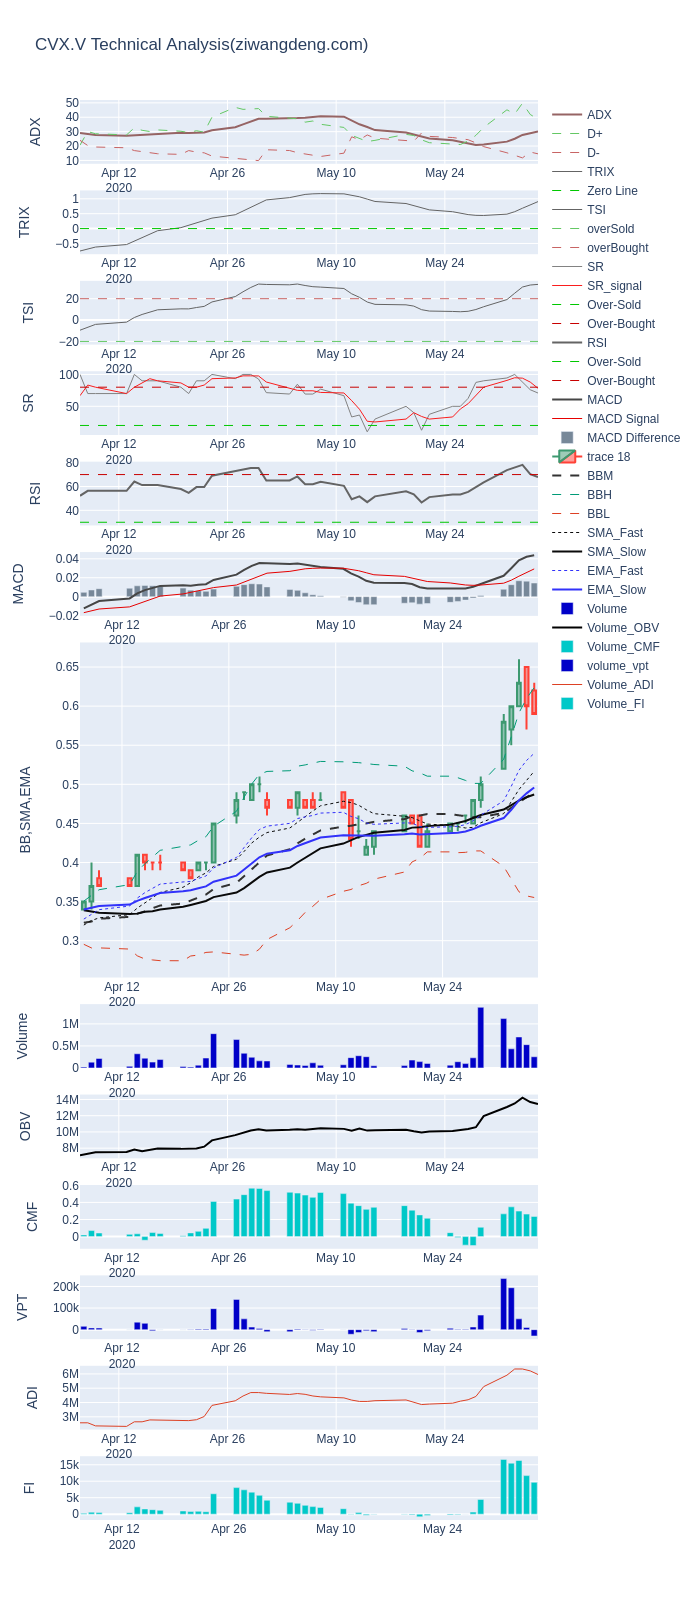 CVX.V Technical Analysis(ziwangdeng.com)
ADX
50
40
30
20
10
Apr 12
2020
Apr 26
May 10
May 24
TRIX
1
0.5
0
−0.5
Apr 12
2020
Apr 26
May 10
May 24
TSI
20
0
−20
Apr 12
2020
Apr 26
May 10
May 24
SR
100
50
Apr 12
2020
Apr 26
May 10
May 24
RSI
80
60
40
Apr 12
2020
Apr 26
May 10
May 24
MACD
0.04
0.02
0
−0.02
Apr 12
2020
Apr 26
May 10
May 24
BB,SMA,EMA
0.65
0.6
0.55
0.5
0.45
0.4
0.35
0.3
Apr 12
2020
Apr 26
May 10
May 24
Volume
1M
0.5M
0
Apr 12
2020
Apr 26
May 10
May 24
OBV
14M
12M
10M
8M
Apr 12
2020
Apr 26
May 10
May 24
CMF
0.6
0.4
0.2
0
Apr 12
2020
Apr 26
May 10
May 24
VPT
200k
100k
0
Apr 12
2020
Apr 26
May 10
May 24
ADI
6M
5M
4M
3M
Apr 12
2020
Apr 26
May 10
May 24
FI
15k
10k
5k
0
Apr 12
2020
Apr 26
May 10
May 24
ADX
D+
D-
TRIX
Zero Line
TSI
overSold
overBought
SR
SR_signal
Over-Sold
Over-Bought
RSI
Over-Sold
Over-Bought
MACD
MACD Signal
MACD Difference
trace 18
BBM
BBH
BBL
SMA_Fast
SMA_Slow
EMA_Fast
EMA_Slow
Volume
Volume_OBV
Volume_CMF
volume_vpt
Volume_ADI
Volume_FI